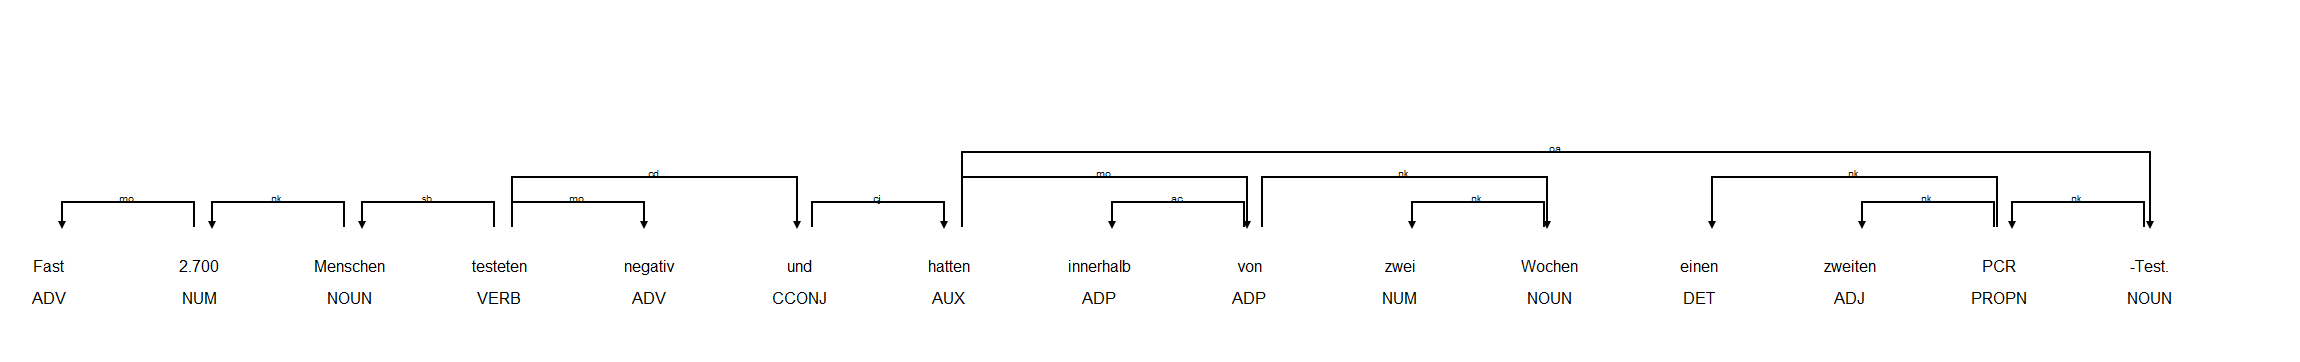 oa
cd mo nk nk
mo nk sb mo cj ac nk nk nk
Fast 2.700 Menschen testeten negativ und hatten innerhalb von zwei Wochen einen zweiten PCR -Test.
ADV NUM NOUN VERB ADV CCONJ AUX ADP ADP NUM NOUN DET ADJ PROPN NOUN